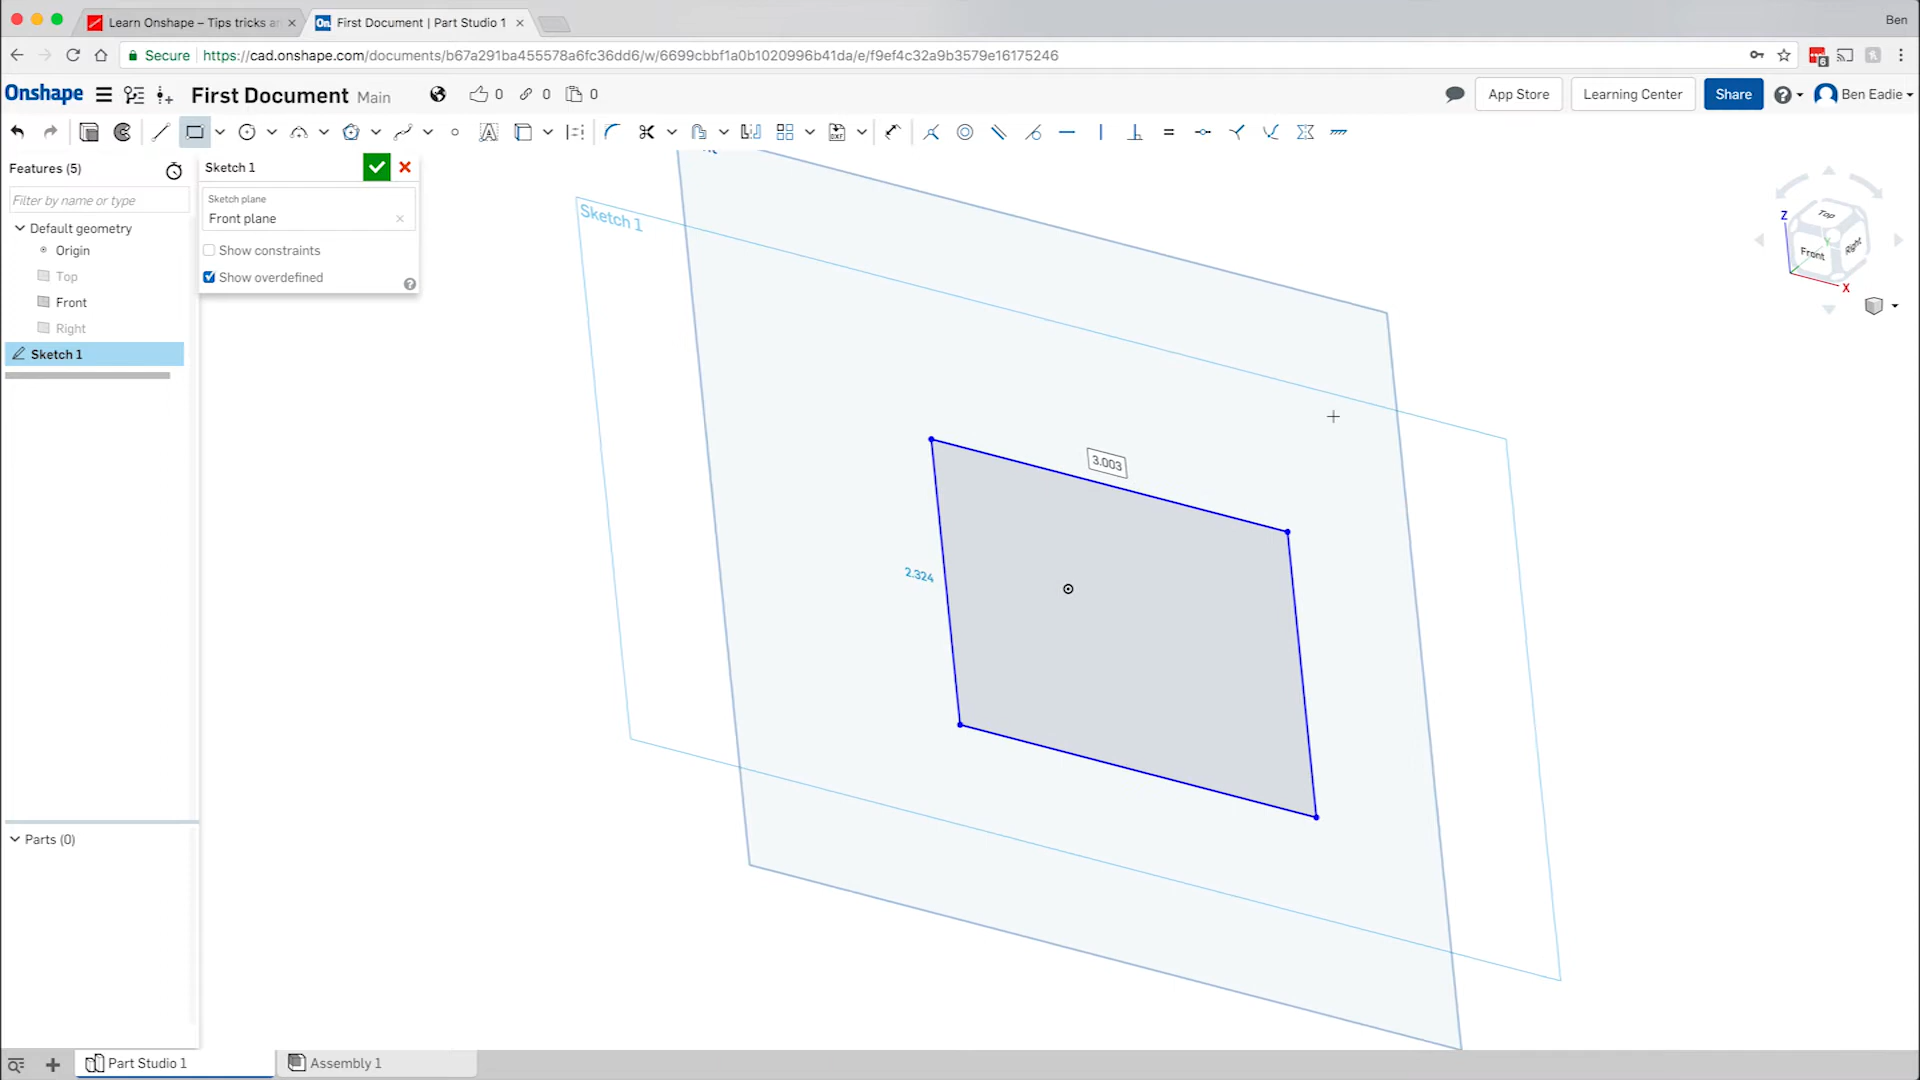 Learn Onshape – Tips tricks a
First Document | Part Studio 1
Ben
Secure
https://cad.onshape.com/documents/b67a291ba455578a6fc36dd6/w/6699cbbf1a0b1020996b41da/e/f9ef4c32a9b3579e16175246
Onshape
First Document Main
0
0
0
App Store
Learning Center
Share
Ben Eadie
Features (5)
Sketch 1
Filter by name or type
Sketch plane
Front plane
Default geometry
Show constraints
Origin
Top
Show overdefined
Front
Right
Sketch 1
Sketch 1
3.003
2.324
Top
Front
Right
Z
Y
X
Parts (0)
Part Studio 1
Assembly 1